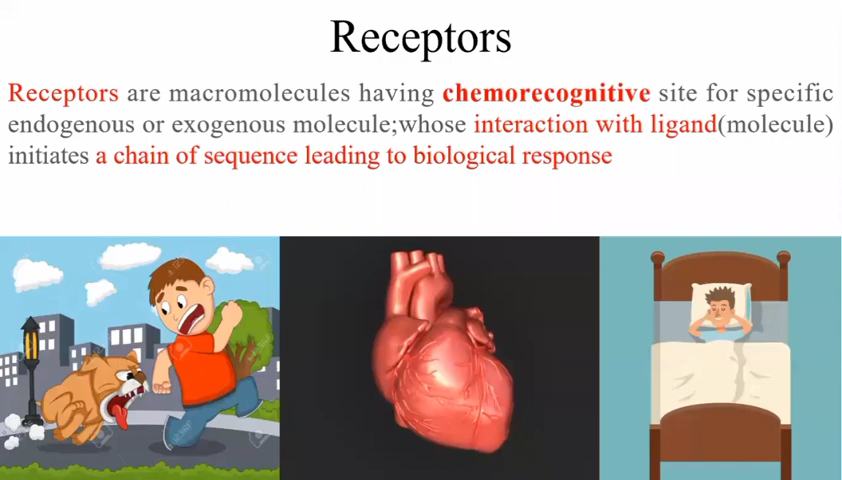 Receptors
Receptors are macromolecules having chemorecognitive site for specific
endogenous or exogenous molecule;whose interaction with ligand(molecule)
initiates a chain of sequence leading to biological response